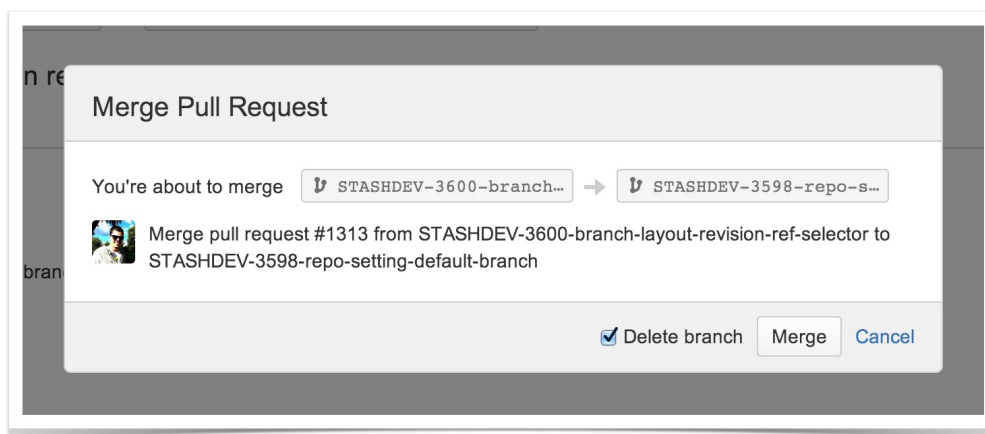 n re
Merge Pull Request
You're about to merge STASHDEV-3600-branch… STASHDEV-3598-repo-s…
Merge pull request #1313 from STASHDEV-3600-branch-layout-revision-ref-selector to
STASHDEV-3598-repo-setting-default-branch
bran
Delete branch Merge Cancel